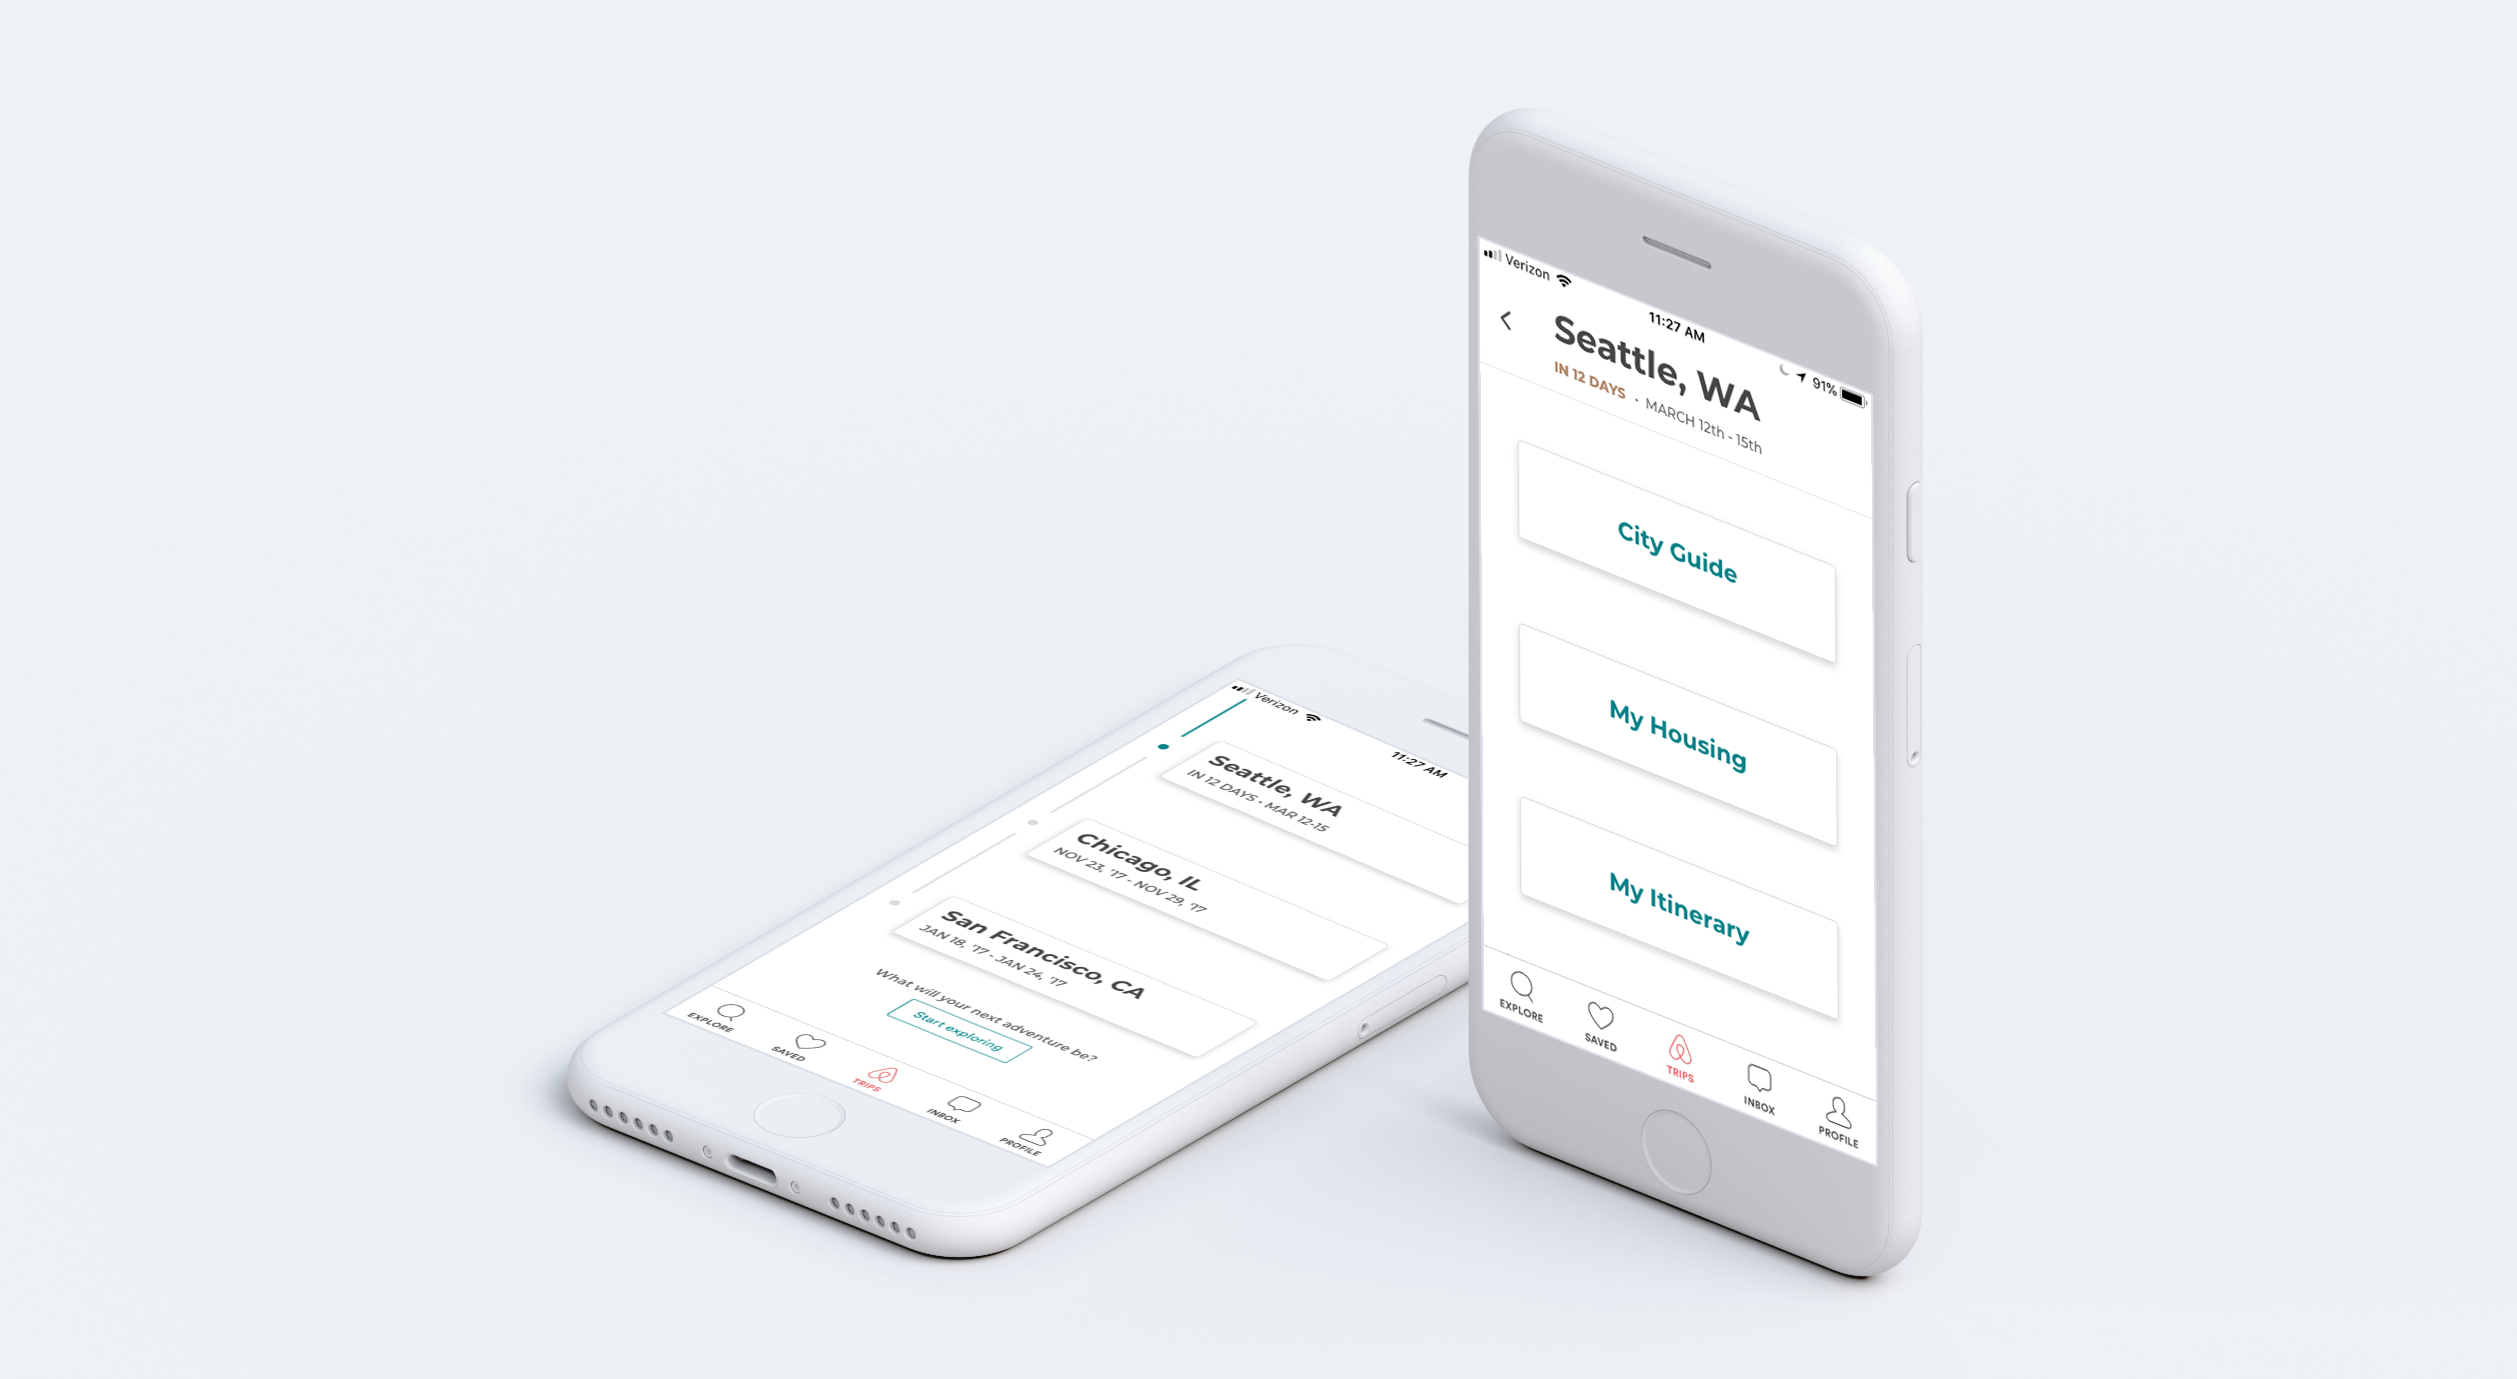 Verizon
11:27 AM
Seattle, WA
IN 12 DAYS • MAR 12-15
Chicago, IL
NOV 23, '17 - NOV 29, '17
San Francisco, CA
JAN 18, '17 - JAN 24, '17
What will your next adventure be?
Start exploring
EXPLORE
SAVED
TRIPS
INBOX
PROFILE
Verizon
11:27 AM
91%
Seattle, WA
IN 12 DAYS • MARCH 12th - 15th
City Guide
My Housing
My Itinerary
EXPLORE
SAVED
TRIPS
INBOX
PROFILE